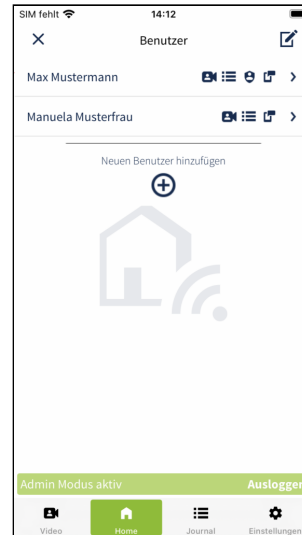 SIM fehlt 14:12
Benutzer
Max Mustermann
Manuela Musterfrau
Neuen Benutzer hinzufügen
Admin Modus aktiv Ausloggen
Video Home Journal Einstellungen